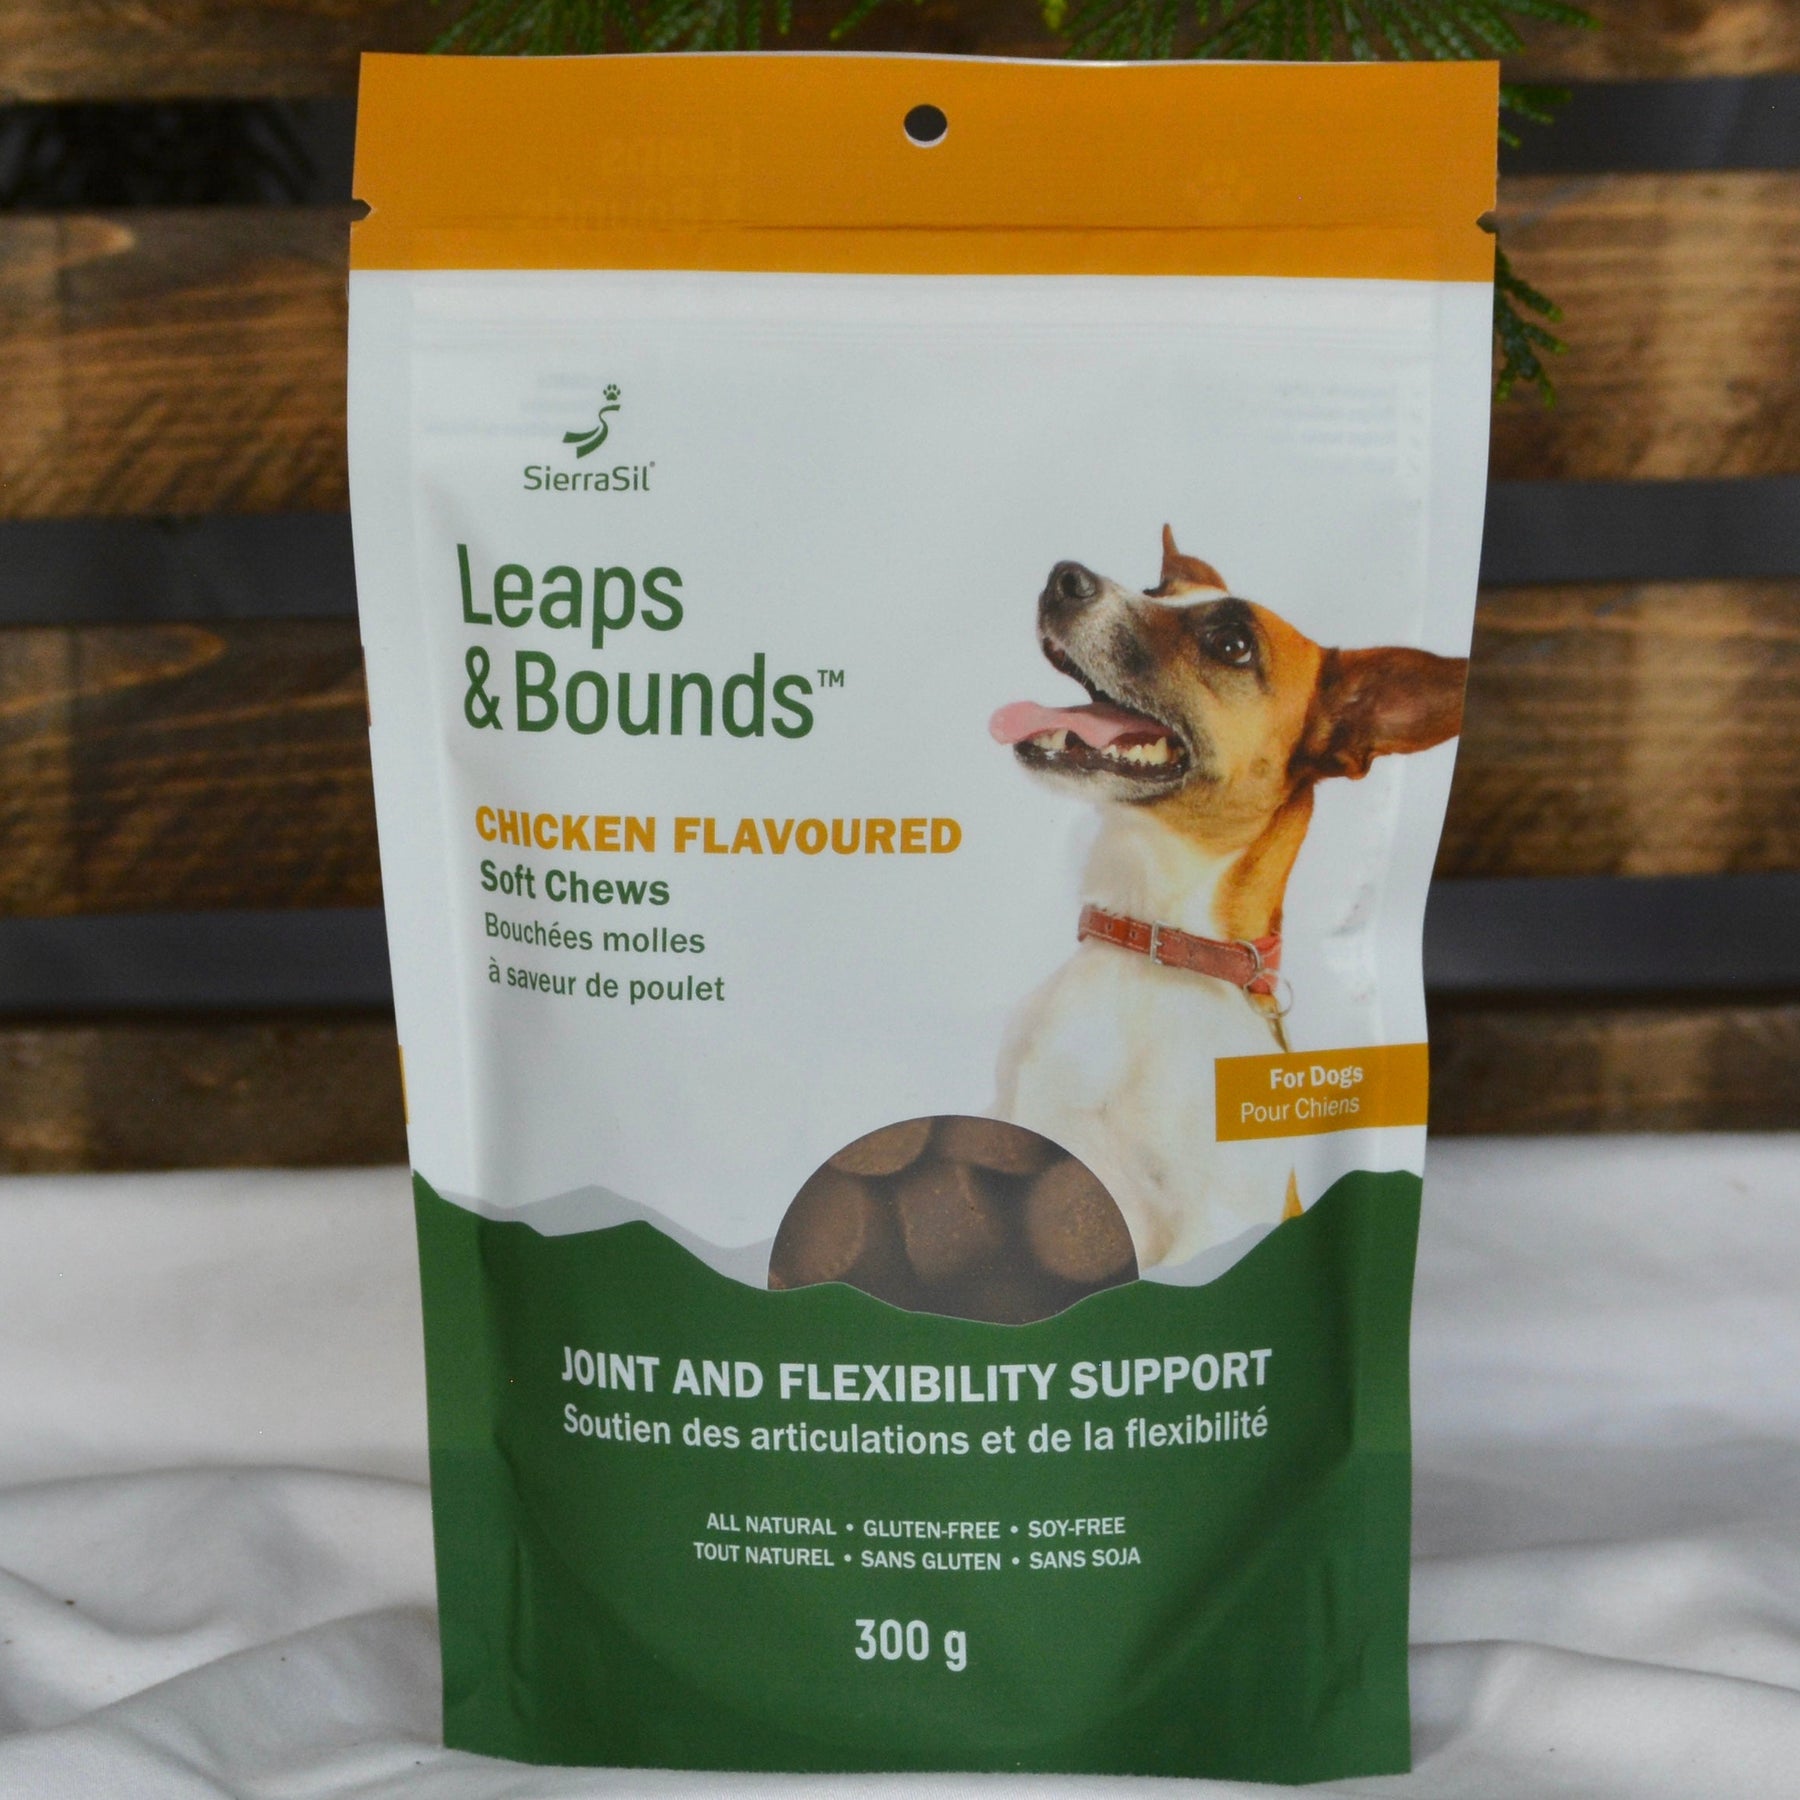 SierraSil®
Leaps
& Bounds™
CHICKEN FLAVOURED
Soft Chews
Bouchées molles
à saveur de poulet
For Dogs
Pour Chiens
JOINT AND FLEXIBILITY SUPPORT
Soutien des articulations et de la flexibilité
ALL NATURAL • GLUTEN-FREE • SOY-FREE
TOUT NATUREL • SANS GLUTEN • SANS SOJA
300 g